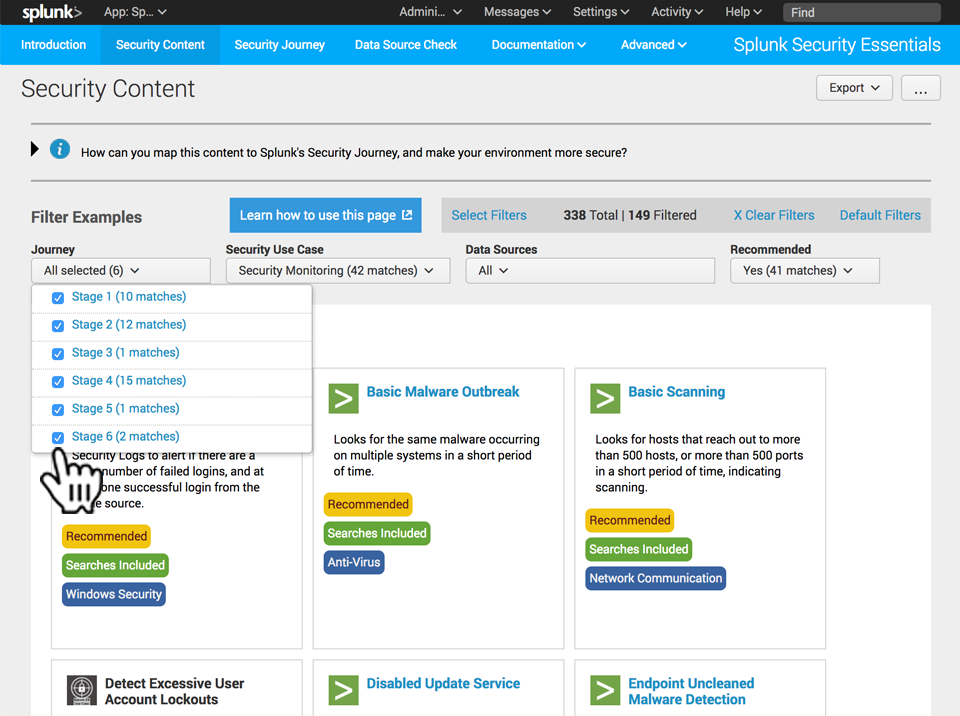 splunk> App: Sp... Admini... Messages Settings Activity Help Find
Introduction Security Content Security Journey Data Source Check Documentation Advanced Splunk Security Essentials
Security Content
Export ...
How can you map this content to Splunk's Security Journey, and make your environment more secure?
Filter Examples
Learn how to use this page
Select Filters 338 Total | 149 Filtered X Clear Filters Default Filters
Journey Security Use Case Data Sources Recommended
All selected (6) Security Monitoring (42 matches) All Yes (41 matches)
Stage 1 (10 matches)
Stage 2 (12 matches)
Stage 3 (1 matches)
Stage 4 (15 matches)
Stage 5 (1 matches)
Stage 6 (2 matches)
Security Logs to alert if there are a
number of failed logins, and at
one successful login from the
source.
Recommended
Searches Included
Windows Security
Basic Malware Outbreak
Looks for the same malware occurring
on multiple systems in a short period
of time.
Recommended
Searches Included
Anti-Virus
Basic Scanning
Looks for hosts that reach out to more
than 500 hosts, or more than 500 ports
in a short period of time, indicating
scanning.
Recommended
Searches Included
Network Communication
Detect Excessive User
Account Lockouts
Disabled Update Service
Endpoint Uncleaned
Malware Detection